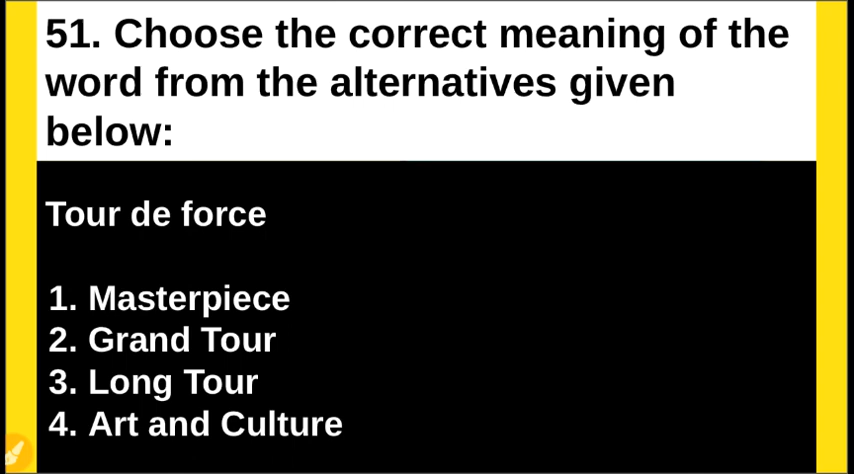 51. Choose the correct meaning of the
word from the alternatives given
below:
Tour de force
1. Masterpiece
2. Grand Tour
3. Long Tour
4. Art and Culture